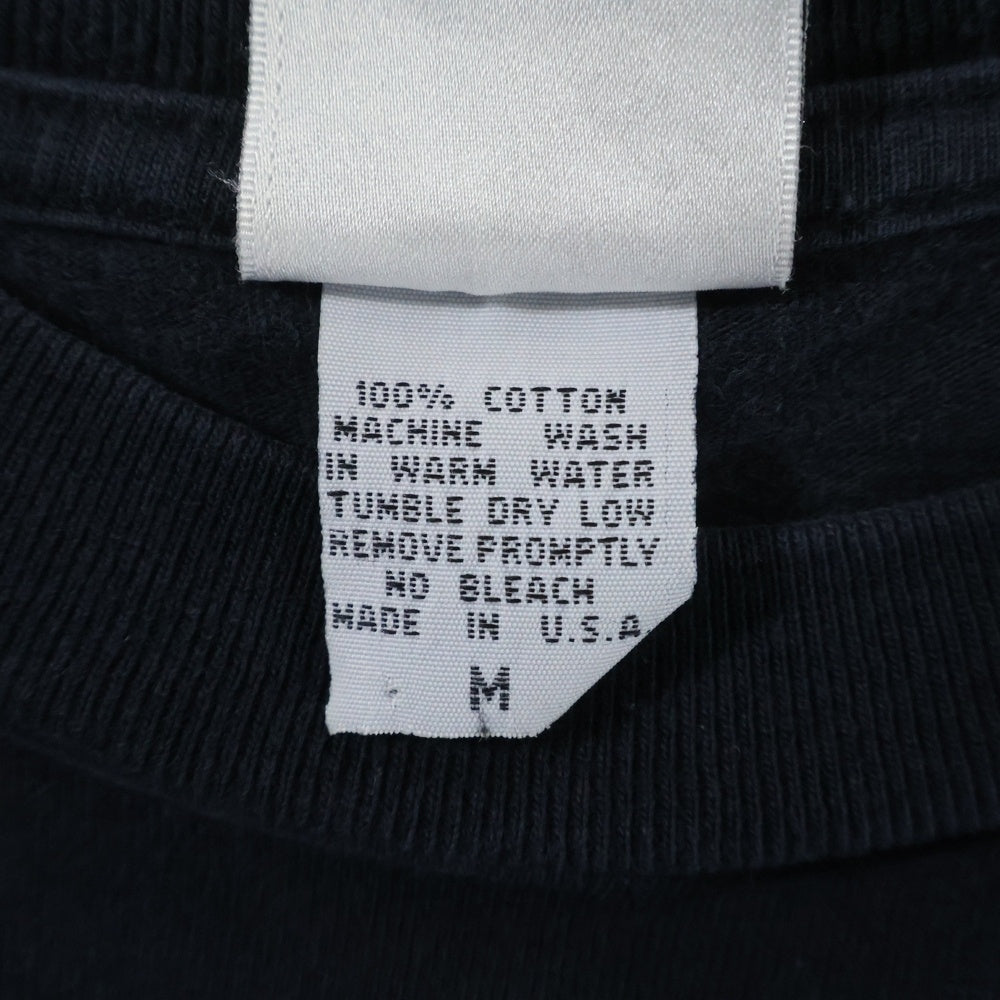 100% COTTON
MACHINE WASH
IN WARM WATER
TUMBLE DRY LOW
REMOVE PROMPTLY
NO BLEACH
MADE IN U.S.A.
M